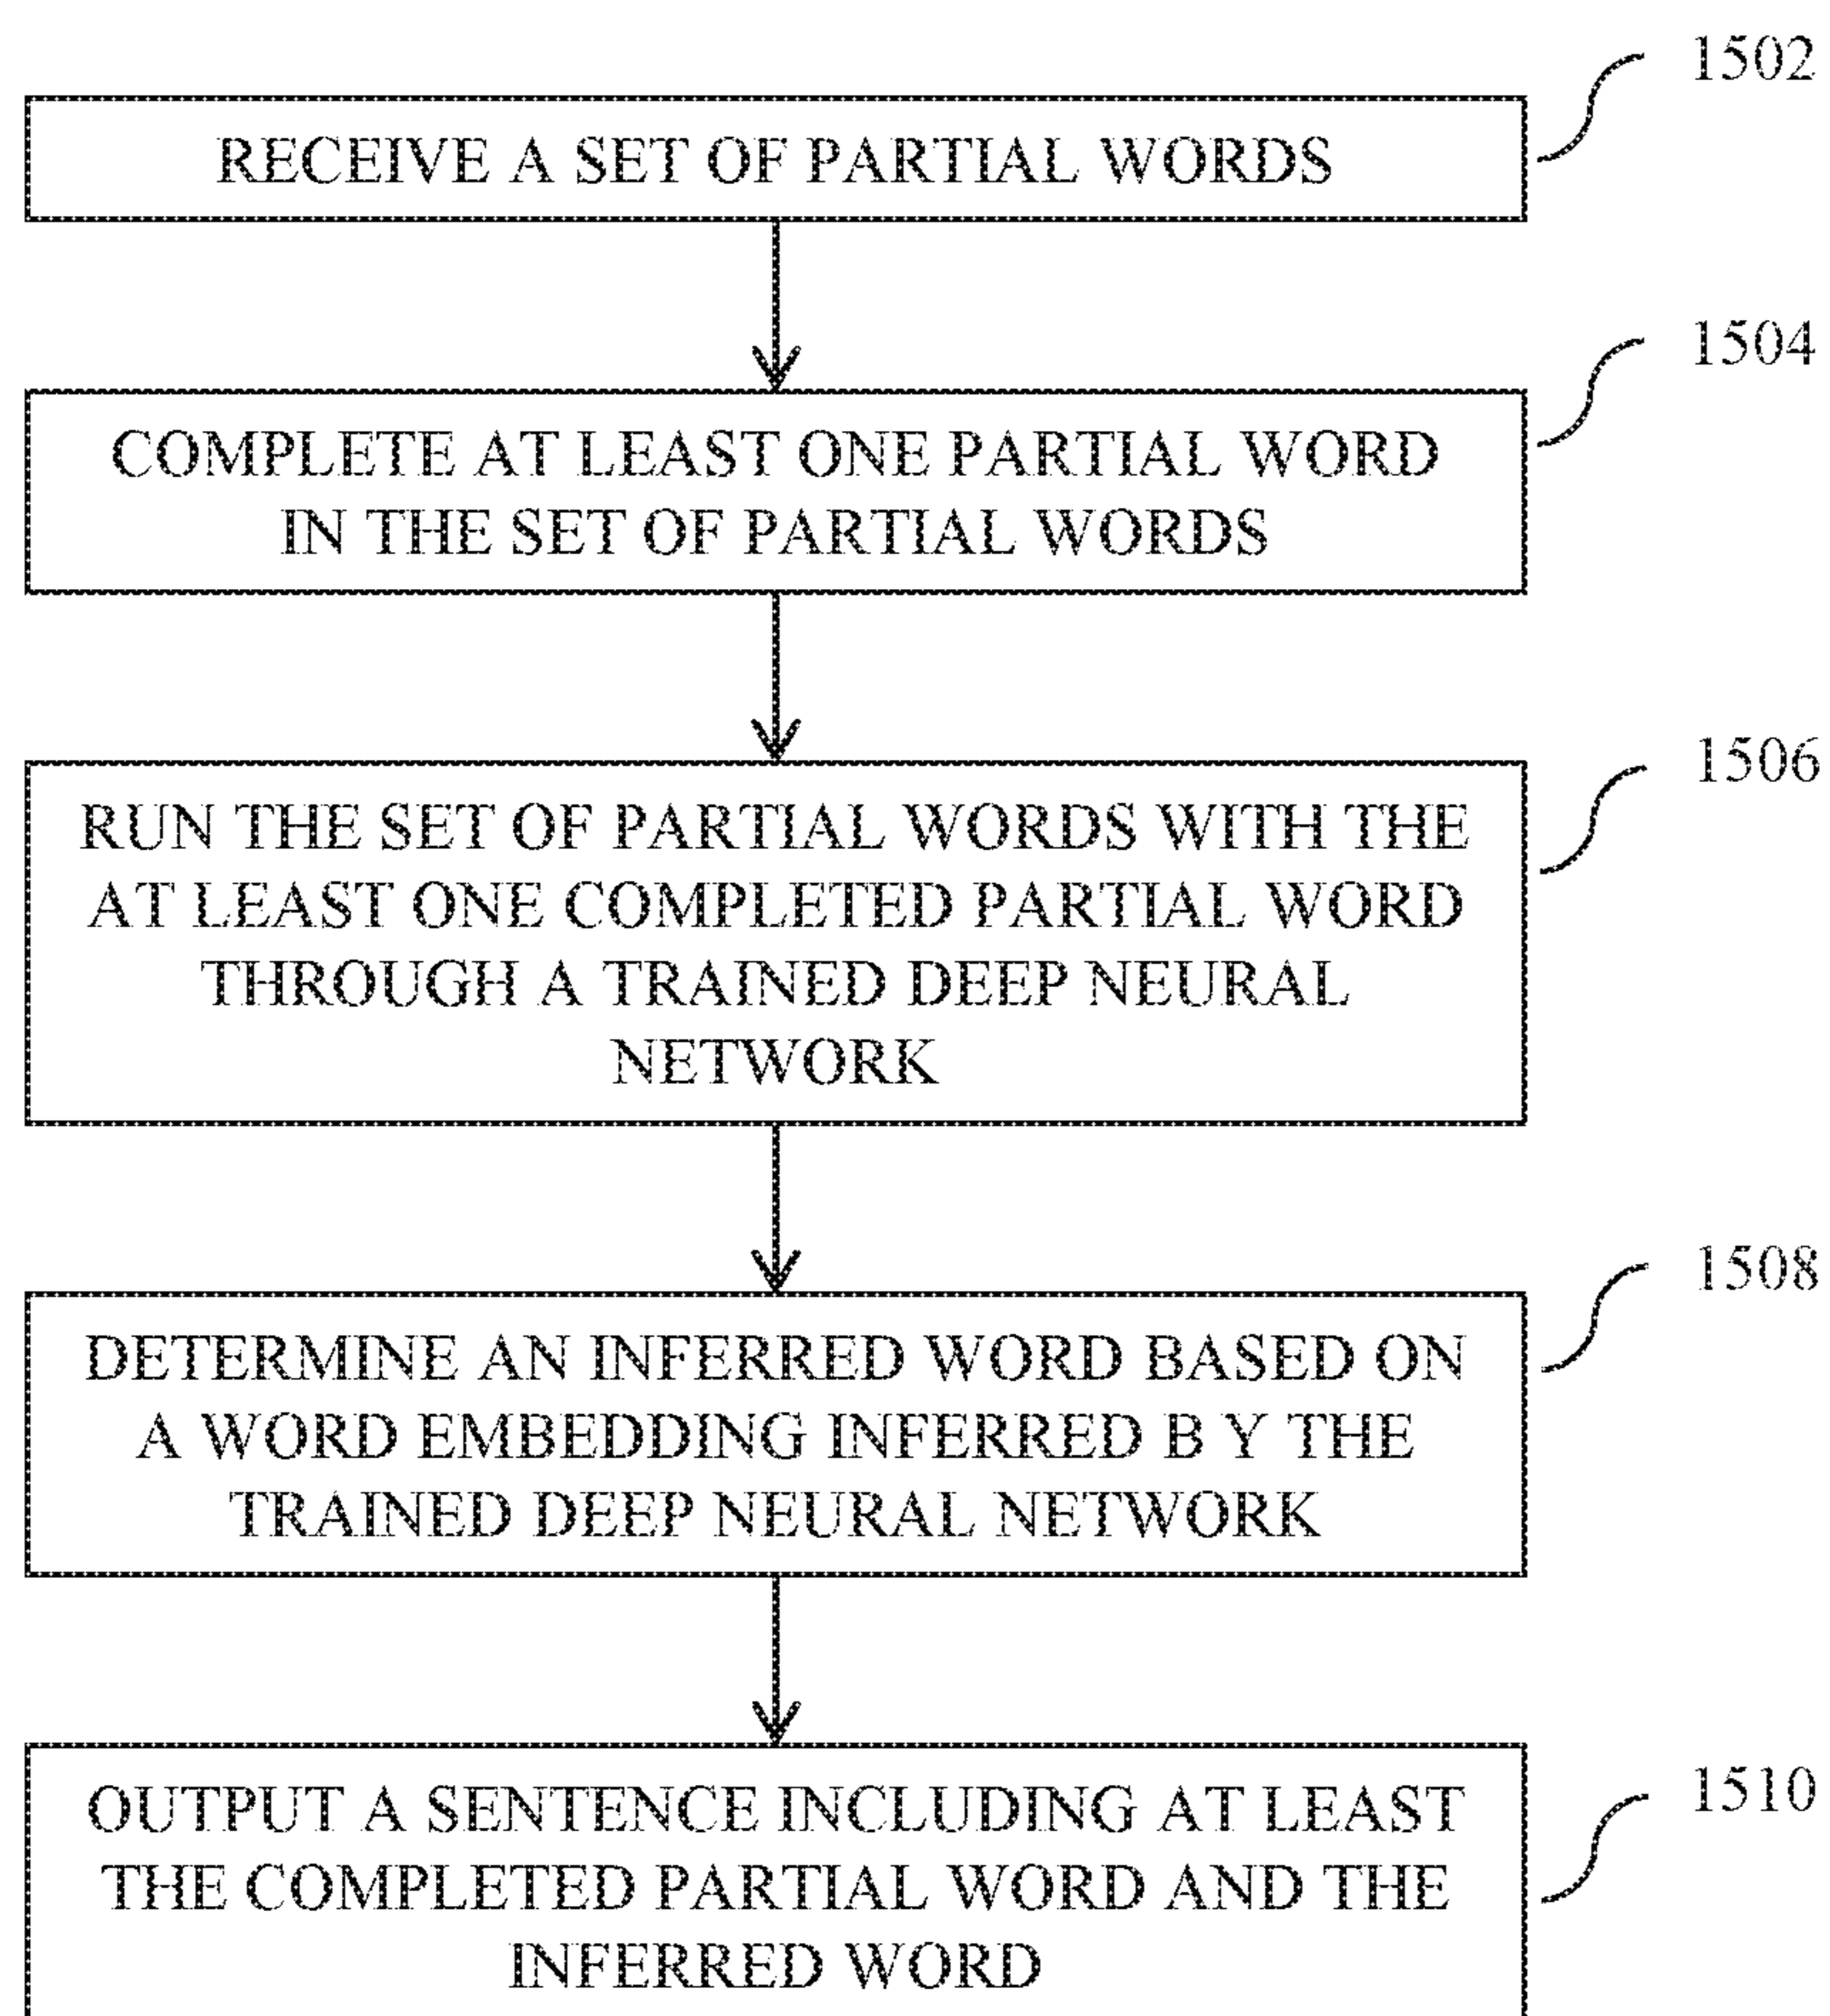 1502
RECEIVE A SET OF PARTIAL WORDS
1504
COMPLETE AT LEAST ONE PARTIAL WORD
IN THE SET OF PARTIAL WORDS
1506
RUN THE SET OF PARTIAL WORDS WITH THE
AT LEAST ONE COMPLETED PARTIAL WORD
THROUGH A TRAINED DEEP NEURAL
NETWORK
1508
DETERMINE AN INFERRED WORD BASED ON
A WORD EMBEDDING INFERRED B Y THE
TRAINED DEEP NEURAL NETWORK
1510
OUTPUT A SENTENCE INCLUDING AT LEAST
THE COMPLETED PARTIAL WORD AND THE
INFERRED WORD